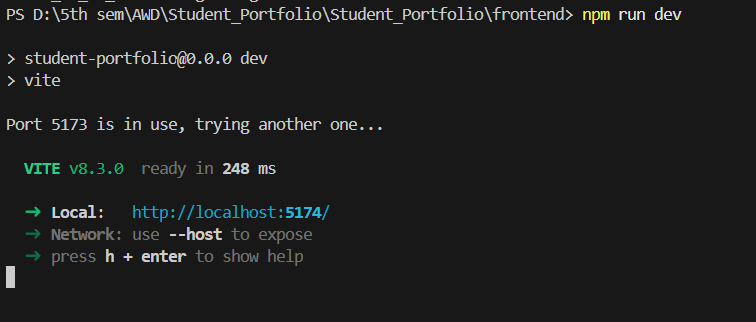 PS D:\5th sem\AWD\Student_Portfolio\Student_Portfolio\frontend> npm run dev
> student-portfolio@0.0.0 dev
> vite
Port 5173 is in use, trying another one...
VITE v8.3.0 ready in 248 ms
➜ Local: http://localhost:5174/
➜ Network: use --host to expose
➜ press h + enter to show help